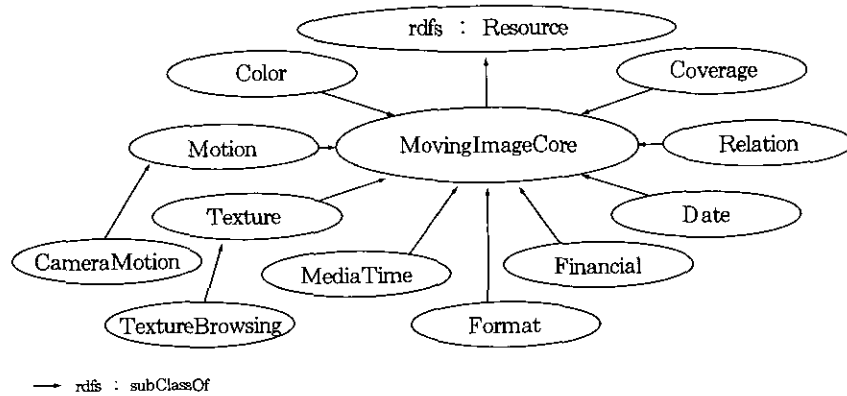 rdfs : Resource
Color
Coverage
Motion
MovingImageCore
Relation
Texture
Date
CameraMotion
MediaTime
Financial
TextureBrowsing
Format
rdfs : subClassOf